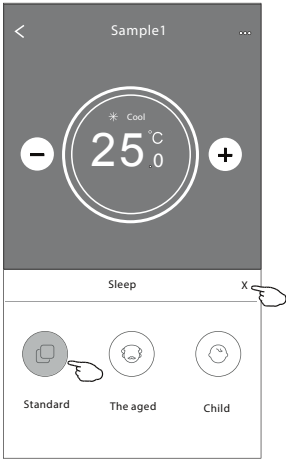 < Sample1 ...
Cool
25.0 °C
Sleep X
Standard The aged Child